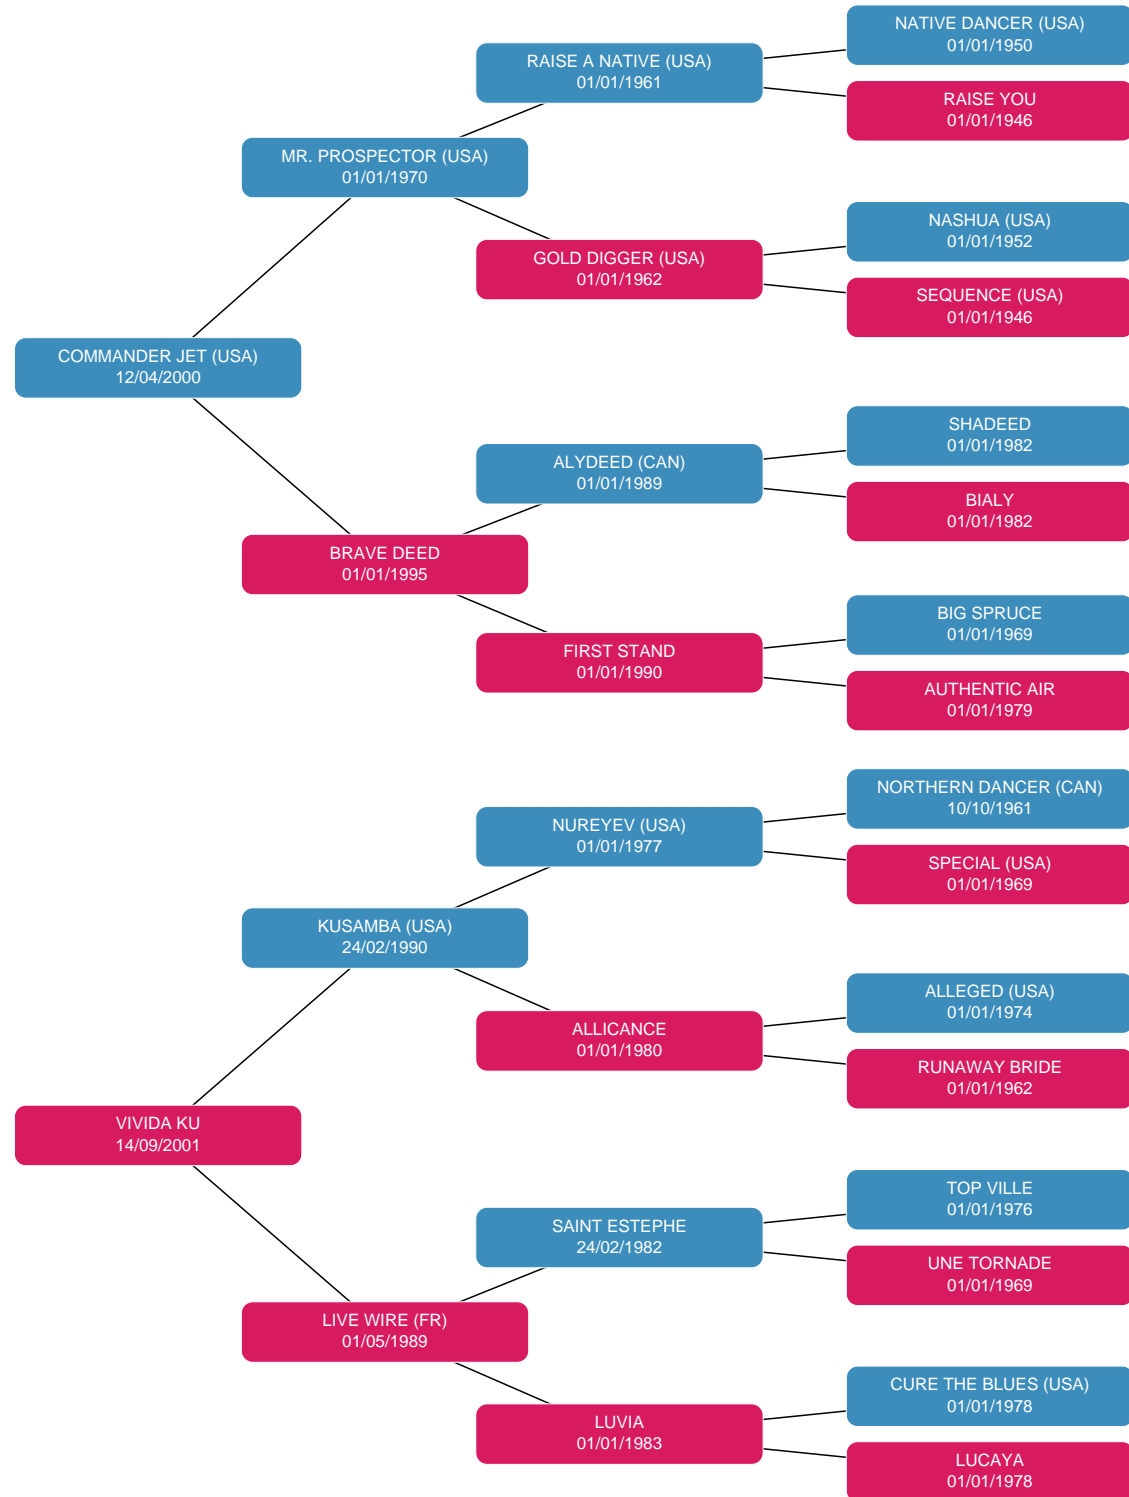 NATIVE DANCER (USA)
01/01/1950
RAISE A NATIVE (USA)
01/01/1961
RAISE YOU
01/01/1946
MR. PROSPECTOR (USA)
01/01/1970
NASHUA (USA)
01/01/1952
GOLD DIGGER (USA)
01/01/1962
SEQUENCE (USA)
01/01/1946
COMMANDER JET (USA)
12/04/2000
SHADEED
01/01/1982
ALYDEED (CAN)
01/01/1989
BIALY
01/01/1982
BRAVE DEED
01/01/1995
BIG SPRUCE
01/01/1969
FIRST STAND
01/01/1990
AUTHENTIC AIR
01/01/1979
NORTHERN DANCER (CAN)
10/10/1961
NUREYEV (USA)
01/01/1977
SPECIAL (USA)
01/01/1969
KUSAMBA (USA)
24/02/1990
ALLEGED (USA)
01/01/1974
ALLICANCE
01/01/1980
RUNAWAY BRIDE
01/01/1962
VIVIDA KU
14/09/2001
TOP VILLE
01/01/1976
SAINT ESTEPHE
24/02/1982
UNE TORNADE
01/01/1969
LIVE WIRE (FR)
01/05/1989
CURE THE BLUES (USA)
01/01/1978
LUVIA
01/01/1983
LUCAYA
01/01/1978